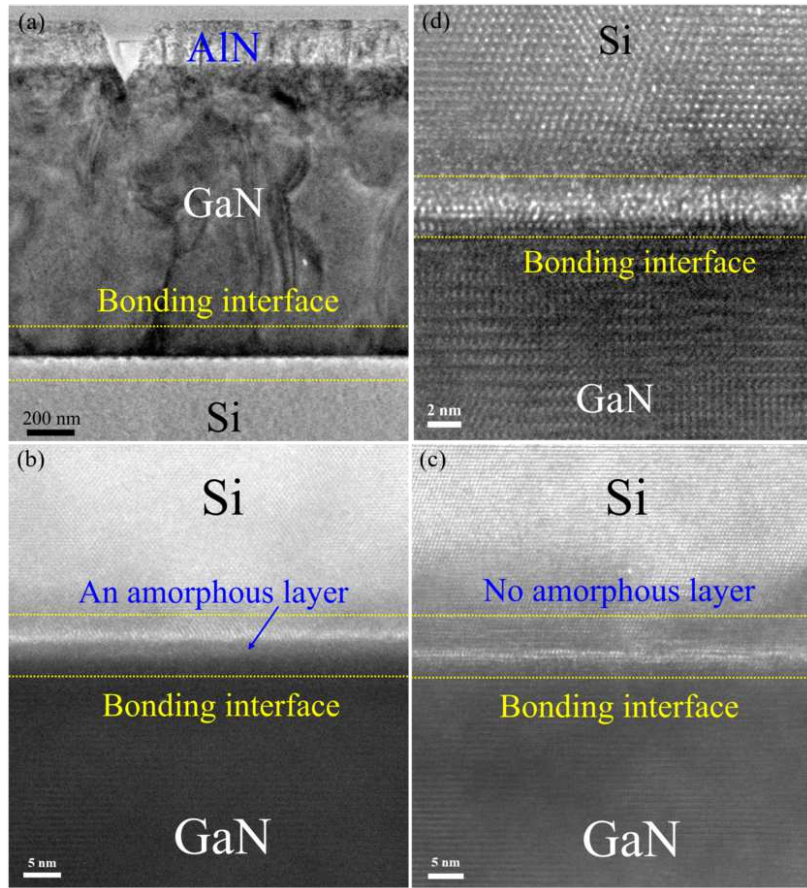 (a)
AlN
GaN
Bonding interface
200 nm
Si
(d)
Si
Bonding interface
GaN
2 nm
(b)
Si
An amorphous layer
Bonding interface
GaN
5 nm
(c)
Si
No amorphous layer
Bonding interface
GaN
5 nm